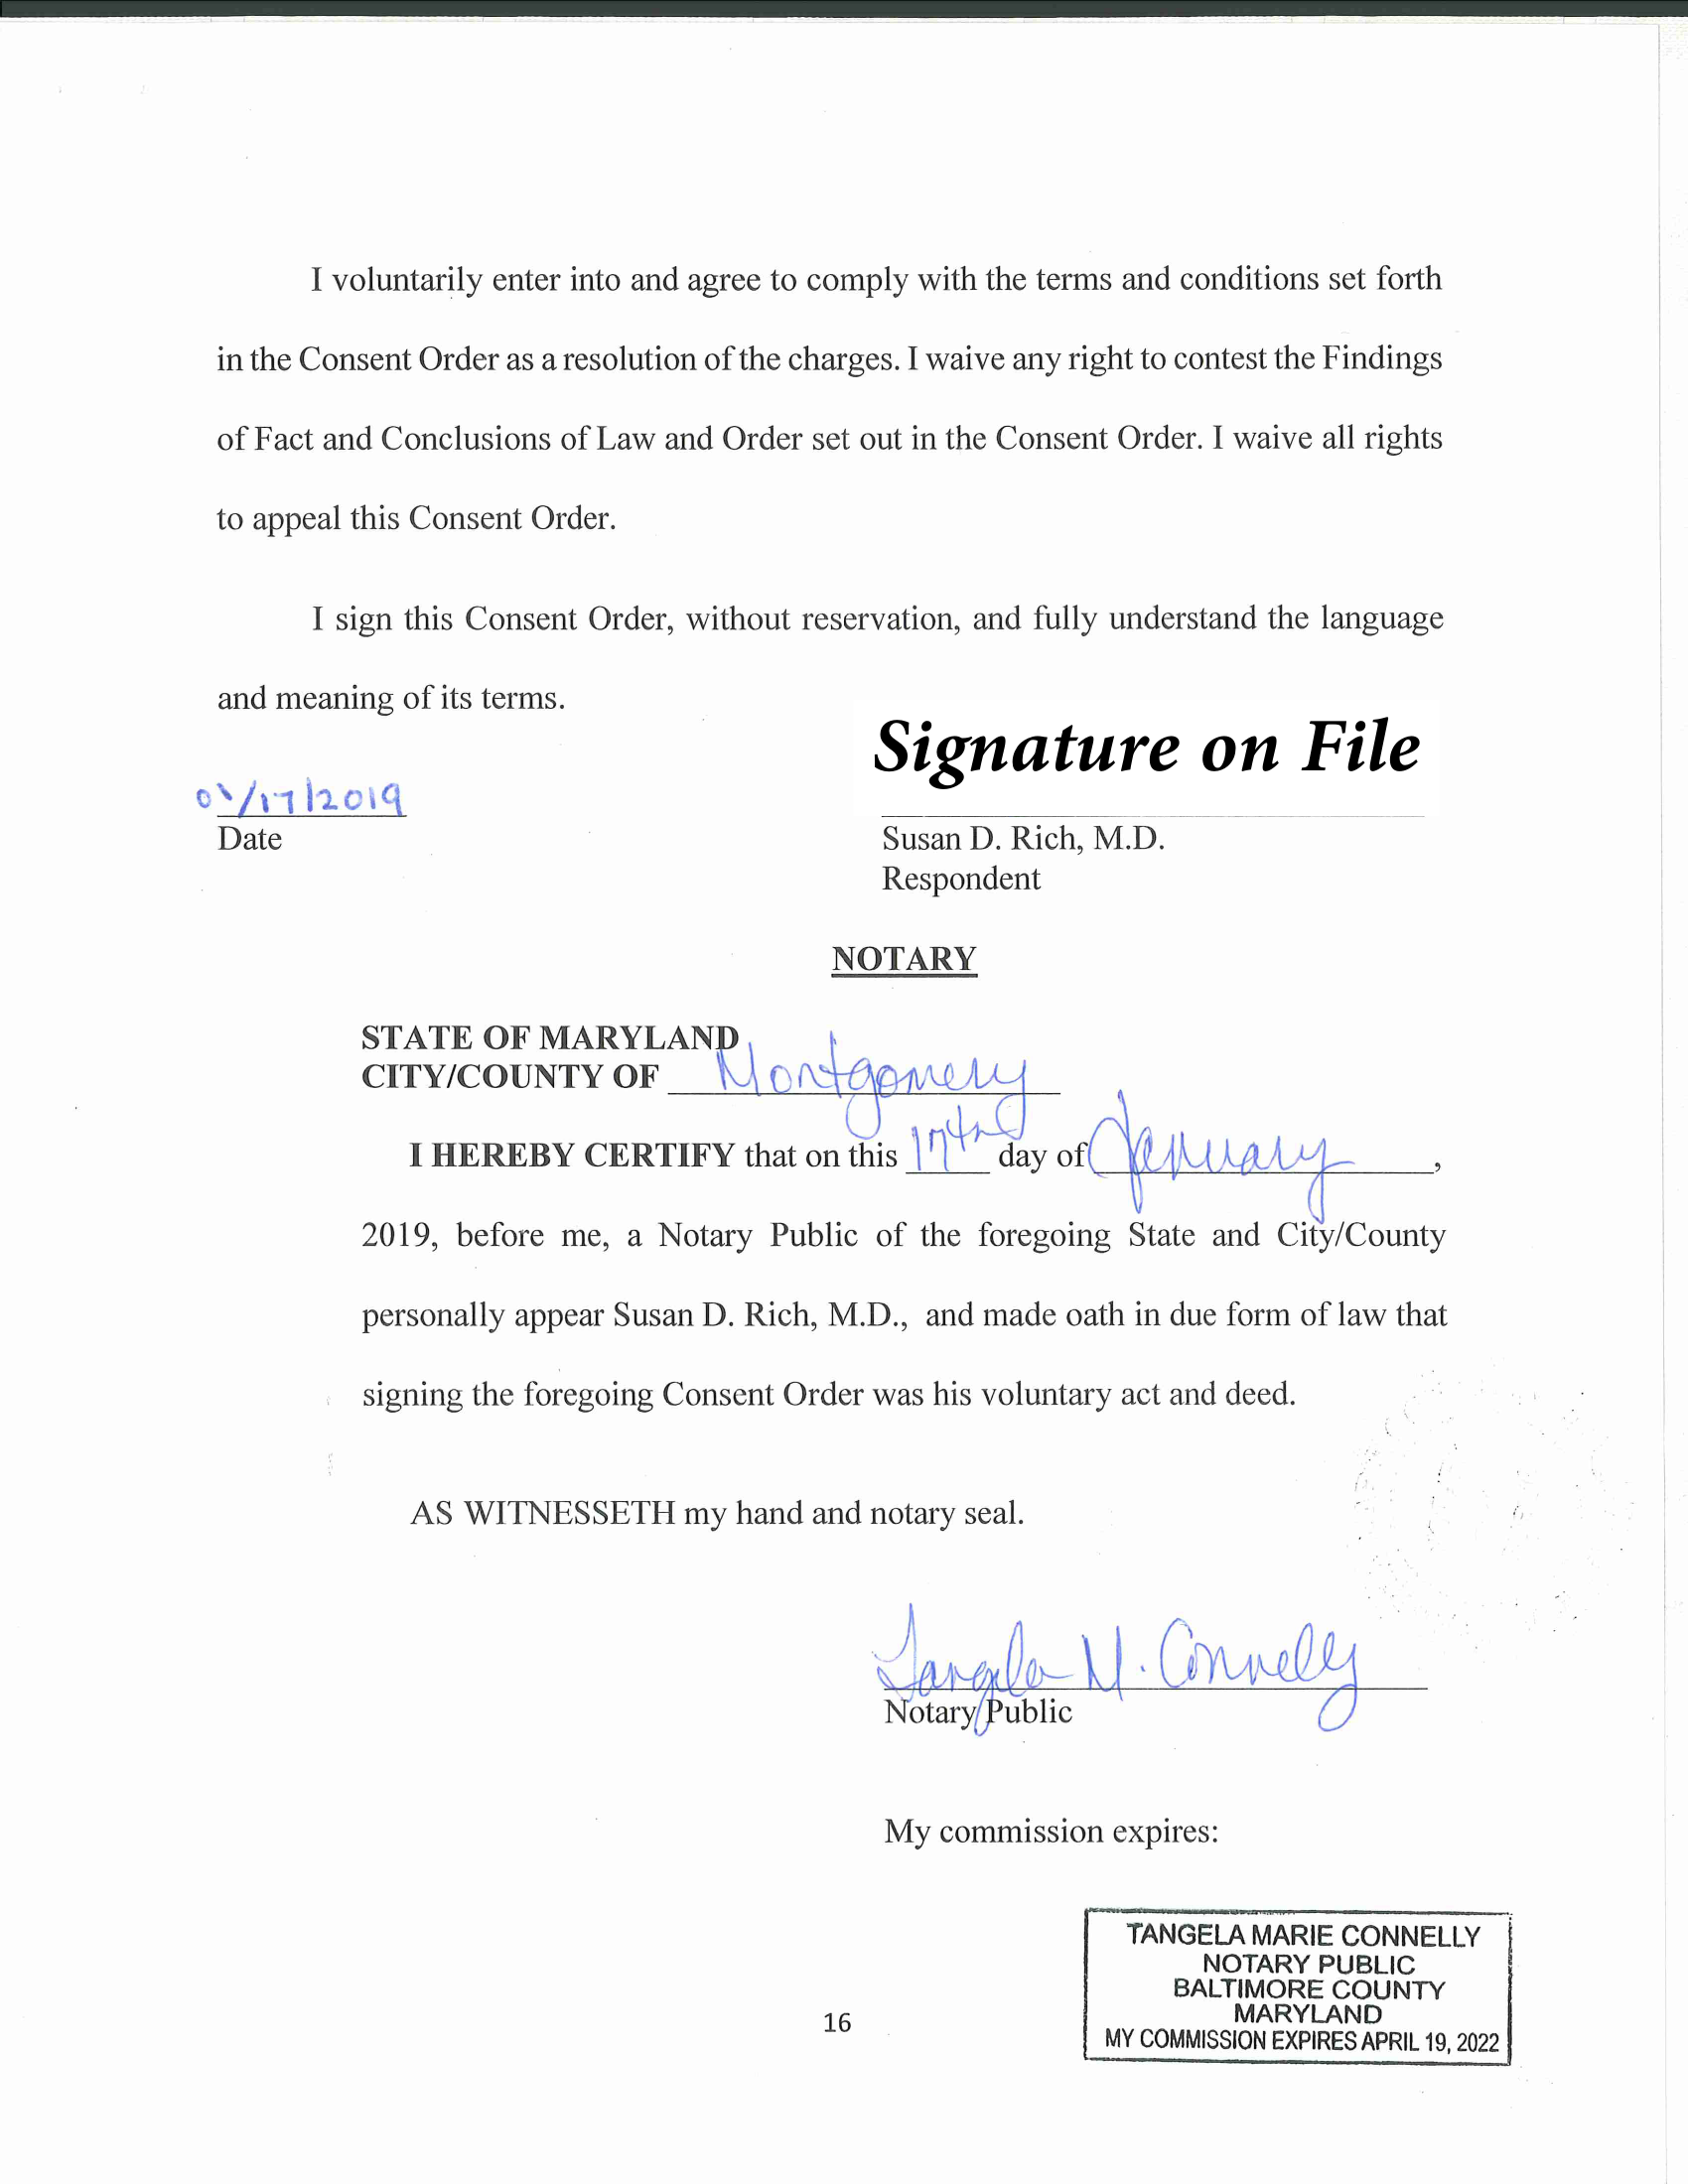 I voluntarily enter into and agree to comply with the terms and conditions set forth
in the Consent Order as a resolution of the charges. I waive any right to contest the Findings
of Fact and Conclusions of Law and Order set out in the Consent Order. I waive all rights
to appeal this Consent Order.
I sign this Consent Order, without reservation, and fully understand the language
and meaning of its terms.
Signature on File
01/17/2019
Date
Susan D. Rich, M.D.
Respondent
NOTARY
STATE OF MARYLAND
CITY/COUNTY OF Montgomery
I HEREBY CERTIFY that on this 17th day of January,
2019, before me, a Notary Public of the foregoing State and City/County
personally appear Susan D. Rich, M.D., and made oath in due form of law that
signing the foregoing Consent Order was his voluntary act and deed.
AS WITNESSETH my hand and notary seal.
Tangela M. Connelly
Notary Public
My commission expires:
TANGELA MARIE CONNELLY
NOTARY PUBLIC
BALTIMORE COUNTY
MARYLAND
MY COMMISSION EXPIRES APRIL 19, 2022
16